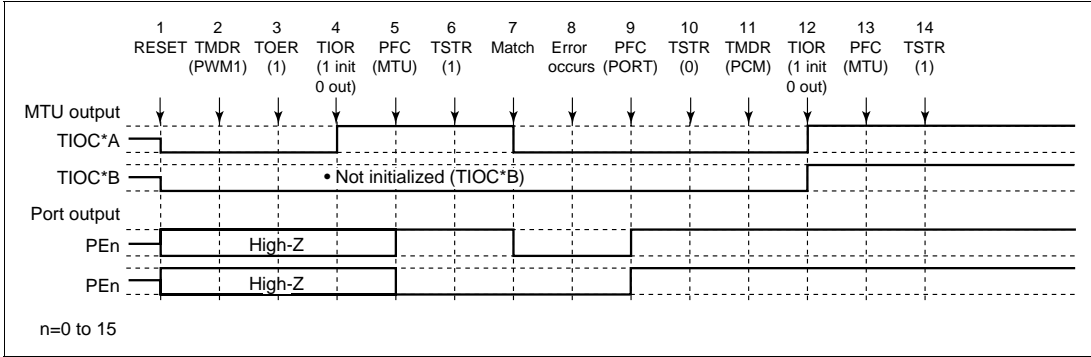 1 2 3 4 5 6 7 8 9 10 11 12 13 14
RESET TMDR TOER TIOR PFC TSTR Match Error PFC TSTR TMDR TIOR PFC TSTR
(PWM1) (1) (1 init (MTU) (1) occurs (PORT) (0) (PCM) (1 init (MTU) (1)
0 out) 0 out)
MTU output
TIOC*A
TIOC*B • Not initialized (TIOC*B)
Port output
PEn High-Z
PEn High-Z
n=0 to 15